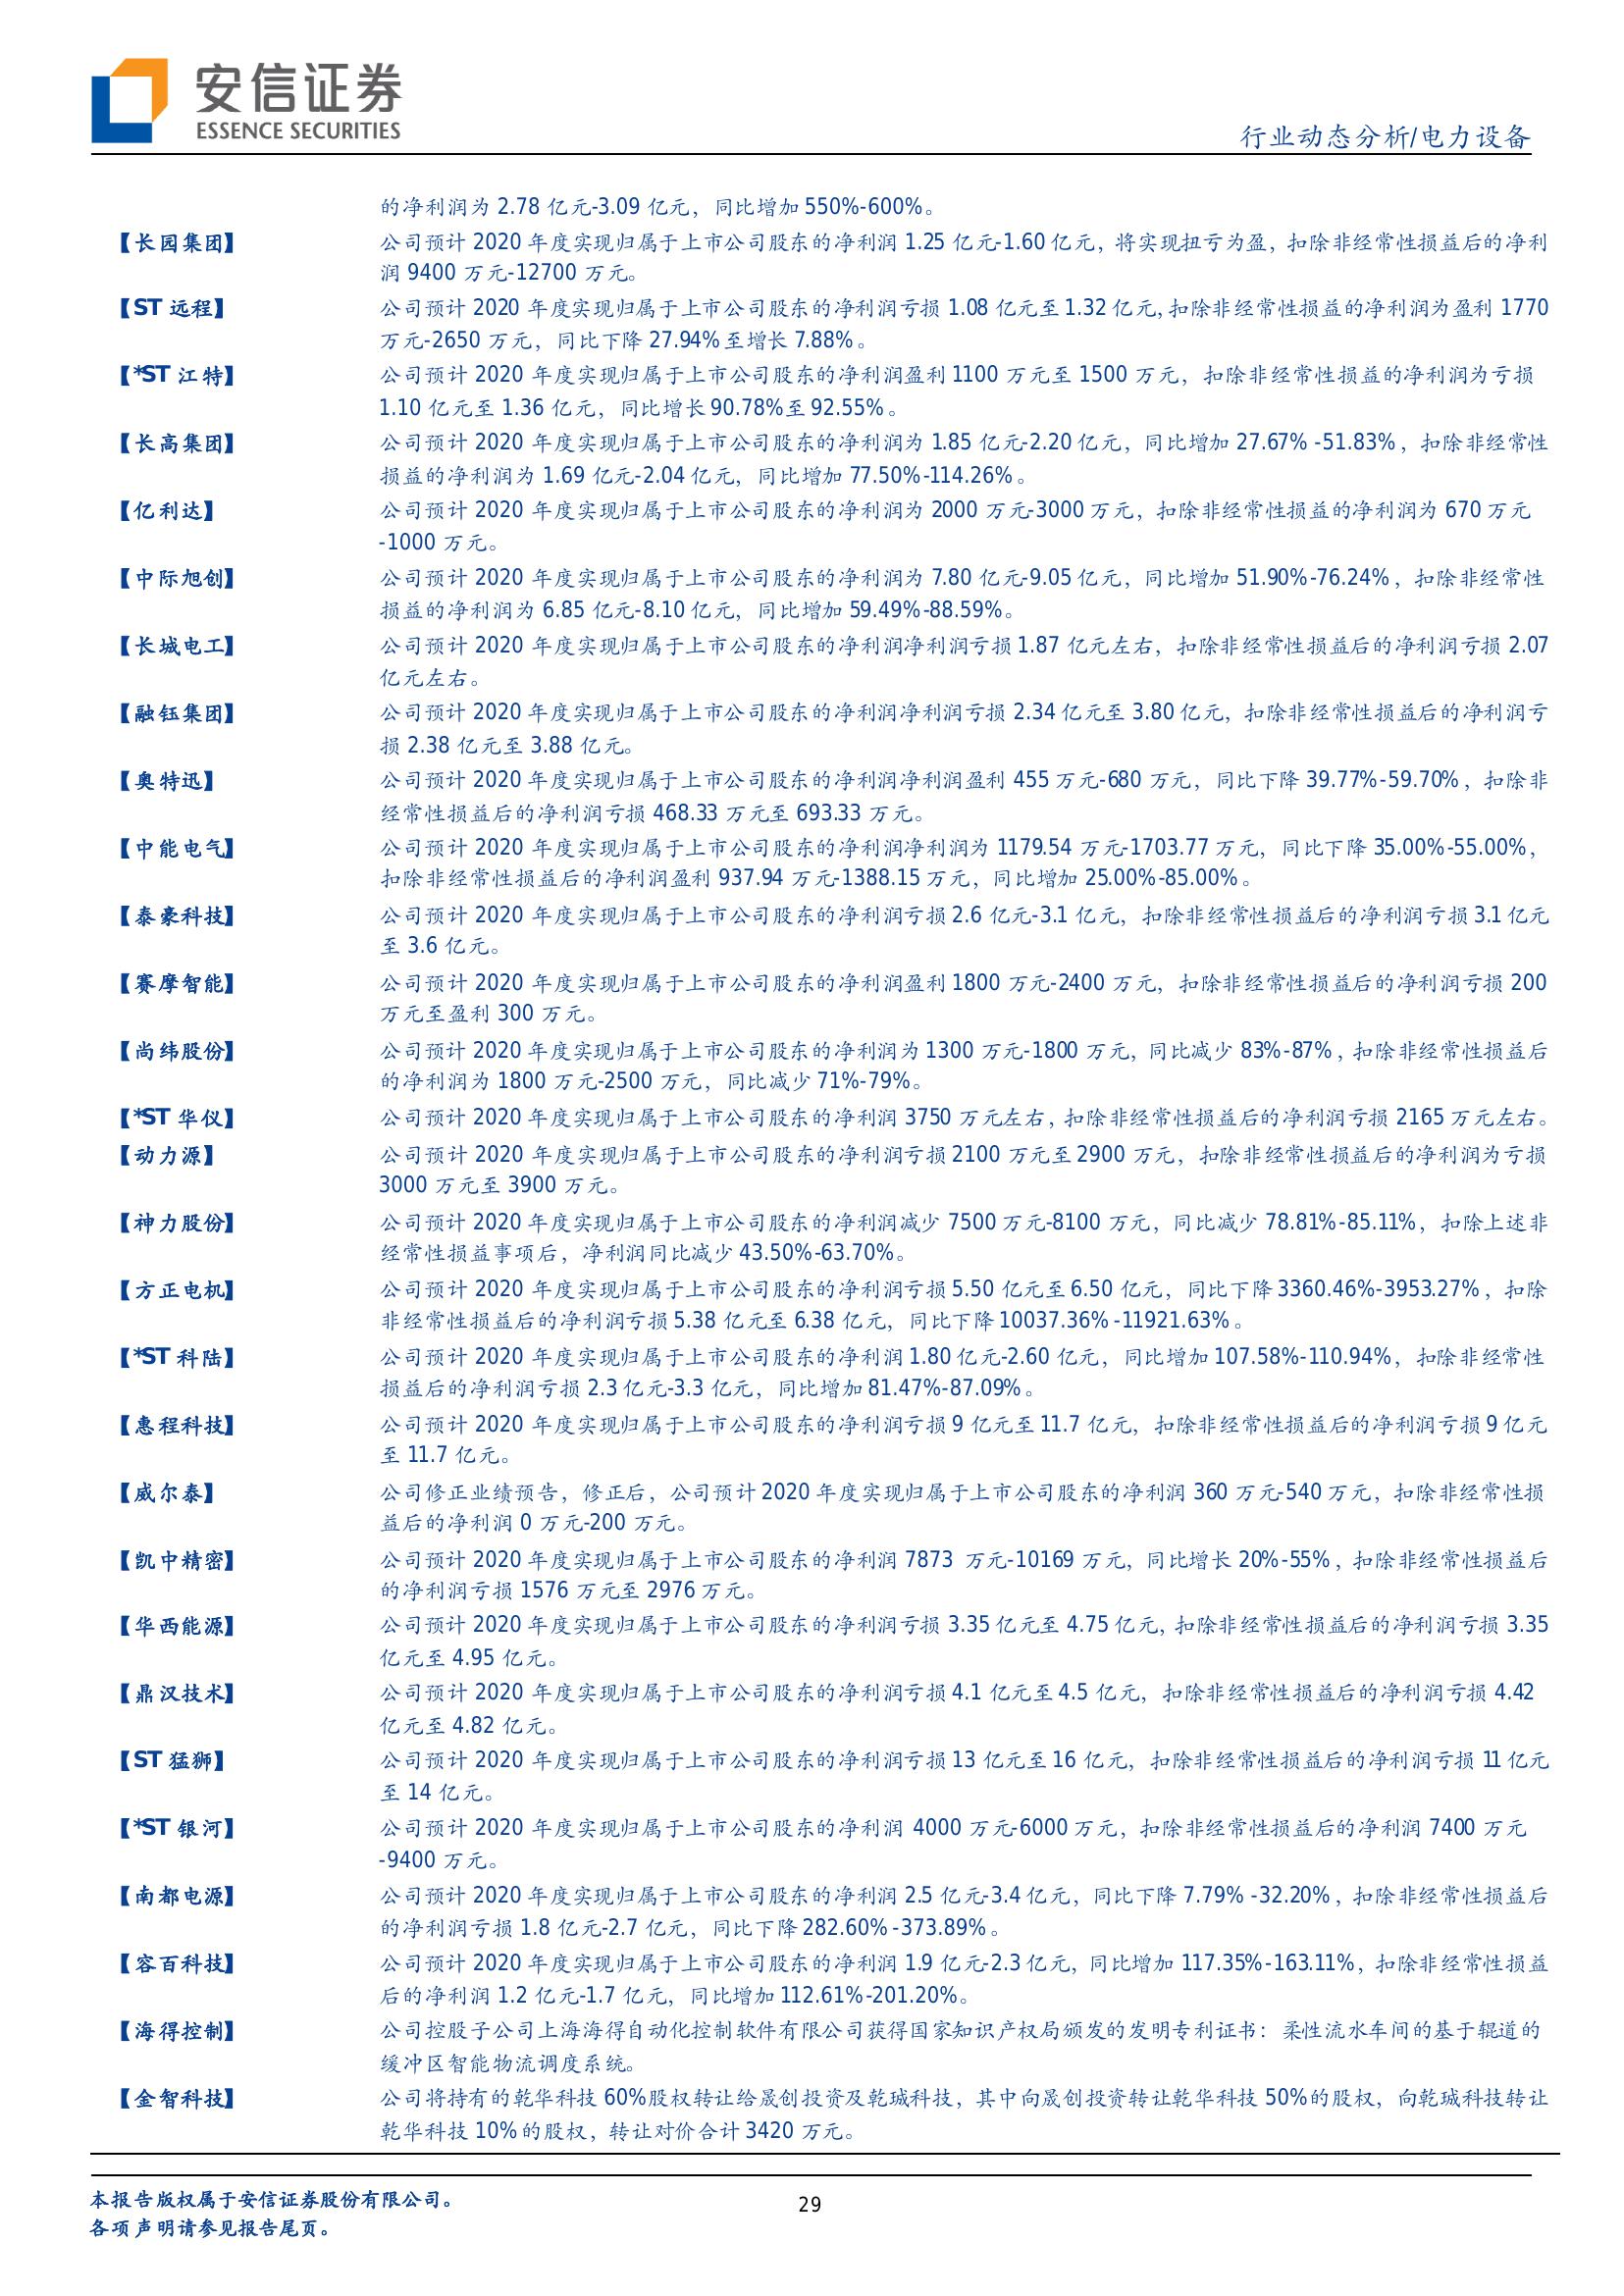 安信证券
ESSENCE SECURITIES
行业动态分析/电力设备
的净利润为 2.78 亿元-3.09 亿元，同比增加 550%-600%。
【长园集团】 公司预计 2020 年度实现归属于上市公司股东的净利润 1.25 亿元-1.60 亿元，将实现扭亏为盈，扣除非经常性损益后的净利
润 9400 万元-12700 万元。
【ST 远程】 公司预计 2020 年度实现归属于上市公司股东的净利润亏损 1.08 亿元至 1.32 亿元,扣除非经常性损益的净利润为盈利 1770
万元-2650 万元，同比下降 27.94%至增长 7.88%。
【*ST 江特】 公司预计 2020 年度实现归属于上市公司股东的净利润盈利 1100 万元至 1500 万元，扣除非经常性损益的净利润为亏损
1.10 亿元至 1.36 亿元，同比增长 90.78%至 92.55%。
【长高集团】 公司预计 2020 年度实现归属于上市公司股东的净利润为 1.85 亿元-2.20 亿元，同比增加 27.67% -51.83%，扣除非经常性
损益的净利润为 1.69 亿元-2.04 亿元，同比增加 77.50%-114.26%。
【亿利达】 公司预计 2020 年度实现归属于上市公司股东的净利润为 2000 万元-3000 万元，扣除非经常性损益的净利润为 670 万元
-1000 万元。
【中际旭创】 公司预计 2020 年度实现归属于上市公司股东的净利润为 7.80 亿元-9.05 亿元，同比增加 51.90%-76.24%，扣除非经常性
损益的净利润为 6.85 亿元-8.10 亿元，同比增加 59.49%-88.59%。
【长城电工】 公司预计 2020 年度实现归属于上市公司股东的净利润净利润亏损 1.87 亿元左右，扣除非经常性损益后的净利润亏损 2.07
亿元左右。
【融钰集团】 公司预计 2020 年度实现归属于上市公司股东的净利润净利润亏损 2.34 亿元至 3.80 亿元，扣除非经常性损益后的净利润亏
损 2.38 亿元至 3.88 亿元。
【奥特迅】 公司预计 2020 年度实现归属于上市公司股东的净利润净利润盈利 455 万元-680 万元，同比下降 39.77%-59.70%，扣除非
经常性损益后的净利润亏损 468.33 万元至 693.33 万元。
【中能电气】 公司预计 2020 年度实现归属于上市公司股东的净利润净利润为 1179.54 万元-1703.77 万元，同比下降 35.00%-55.00%，
扣除非经常性损益后的净利润盈利 937.94 万元-1388.15 万元，同比增加 25.00%-85.00%。
【泰豪科技】 公司预计 2020 年度实现归属于上市公司股东的净利润亏损 2.6 亿元-3.1 亿元，扣除非经常性损益后的净利润亏损 3.1 亿元
至 3.6 亿元。
【赛摩智能】 公司预计 2020 年度实现归属于上市公司股东的净利润盈利 1800 万元-2400 万元，扣除非经常性损益后的净利润亏损 200
万元至盈利 300 万元。
【尚纬股份】 公司预计 2020 年度实现归属于上市公司股东的净利润为 1300 万元-1800 万元，同比减少 83%-87%，扣除非经常性损益后
的净利润为 1800 万元-2500 万元，同比减少 71%-79%。
【*ST 华仪】 公司预计 2020 年度实现归属于上市公司股东的净利润 3750 万元左右，扣除非经常性损益后的净利润亏损 2165 万元左右。
【动力源】 公司预计 2020 年度实现归属于上市公司股东的净利润亏损 2100 万元至 2900 万元，扣除非经常性损益后的净利润为亏损
3000 万元至 3900 万元。
【神力股份】 公司预计 2020 年度实现归属于上市公司股东的净利润减少 7500 万元-8100 万元，同比减少 78.81%-85.11%，扣除上述非
经常性损益事项后，净利润同比减少 43.50%-63.70%。
【方正电机】 公司预计 2020 年度实现归属于上市公司股东的净利润亏损 5.50 亿元至 6.50 亿元，同比下降 3360.46%-3953.27%，扣除
非经常性损益后的净利润亏损 5.38 亿元至 6.38 亿元，同比下降 10037.36% -11921.63%。
【*ST 科陆】 公司预计 2020 年度实现归属于上市公司股东的净利润 1.80 亿元-2.60 亿元，同比增加 107.58%-110.94%，扣除非经常性
损益后的净利润亏损 2.3 亿元-3.3 亿元，同比增加 81.47%-87.09%。
【惠程科技】 公司预计 2020 年度实现归属于上市公司股东的净利润亏损 9 亿元至 11.7 亿元，扣除非经常性损益后的净利润亏损 9 亿元
至 11.7 亿元。
【威尔泰】 公司修正业绩预告，修正后，公司预计 2020 年度实现归属于上市公司股东的净利润 360 万元-540 万元，扣除非经常性损
益后的净利润 0 万元-200 万元。
【凯中精密】 公司预计 2020 年度实现归属于上市公司股东的净利润 7873 万元-10169 万元，同比增长 20%-55%，扣除非经常性损益后
的净利润亏损 1576 万元至 2976 万元。
【华西能源】 公司预计 2020 年度实现归属于上市公司股东的净利润亏损 3.35 亿元至 4.75 亿元，扣除非经常性损益后的净利润亏损 3.35
亿元至 4.95 亿元。
【鼎汉技术】 公司预计 2020 年度实现归属于上市公司股东的净利润亏损 4.1 亿元至 4.5 亿元，扣除非经常性损益后的净利润亏损 4.42
亿元至 4.82 亿元。
【ST 猛狮】 公司预计 2020 年度实现归属于上市公司股东的净利润亏损 13 亿元至 16 亿元，扣除非经常性损益后的净利润亏损 11 亿元
至 14 亿元。
【*ST 银河】 公司预计 2020 年度实现归属于上市公司股东的净利润 4000 万元-6000 万元，扣除非经常性损益后的净利润 7400 万元
-9400 万元。
【南都电源】 公司预计 2020 年度实现归属于上市公司股东的净利润 2.5 亿元-3.4 亿元，同比下降 7.79% -32.20%，扣除非经常性损益后
的净利润亏损 1.8 亿元-2.7 亿元，同比下降 282.60% -373.89%。
【容百科技】 公司预计 2020 年度实现归属于上市公司股东的净利润 1.9 亿元-2.3 亿元，同比增加 117.35%-163.11%，扣除非经常性损益
后的净利润 1.2 亿元-1.7 亿元，同比增加 112.61%-201.20%。
【海得控制】 公司控股子公司上海海得自动化控制软件有限公司获得国家知识产权局颁发的发明专利证书：柔性流水车间的基于辊道的
缓冲区智能物流调度系统。
【金智科技】 公司将持有的乾华科技 60%股权转让给晟创投资及乾珹科技，其中向晟创投资转让乾华科技 50%的股权，向乾珹科技转让
乾华科技 10%的股权，转让对价合计 3420 万元。
本报告版权属于安信证券股份有限公司。
29
各项声明请参见报告尾页。